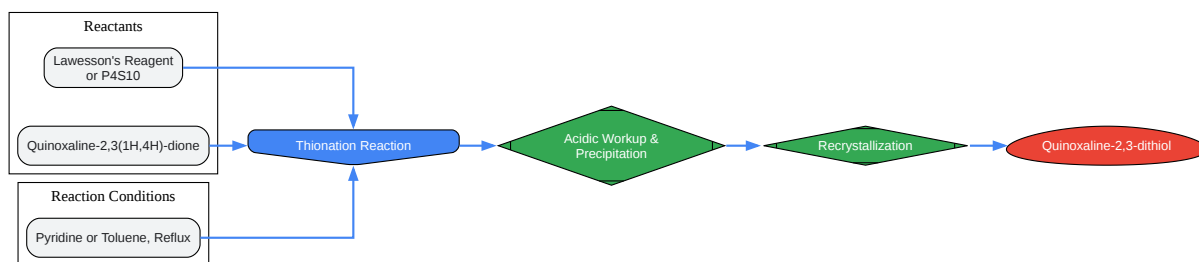 Reactants
Lawesson's Reagent
or P4S10
Quinoxaline-2,3(1H,4H)-dione
Thionation Reaction
Acidic Workup &
Precipitation
Recrystallization
Quinoxaline-2,3-dithiol
Reaction Conditions
Pyridine or Toluene, Reflux